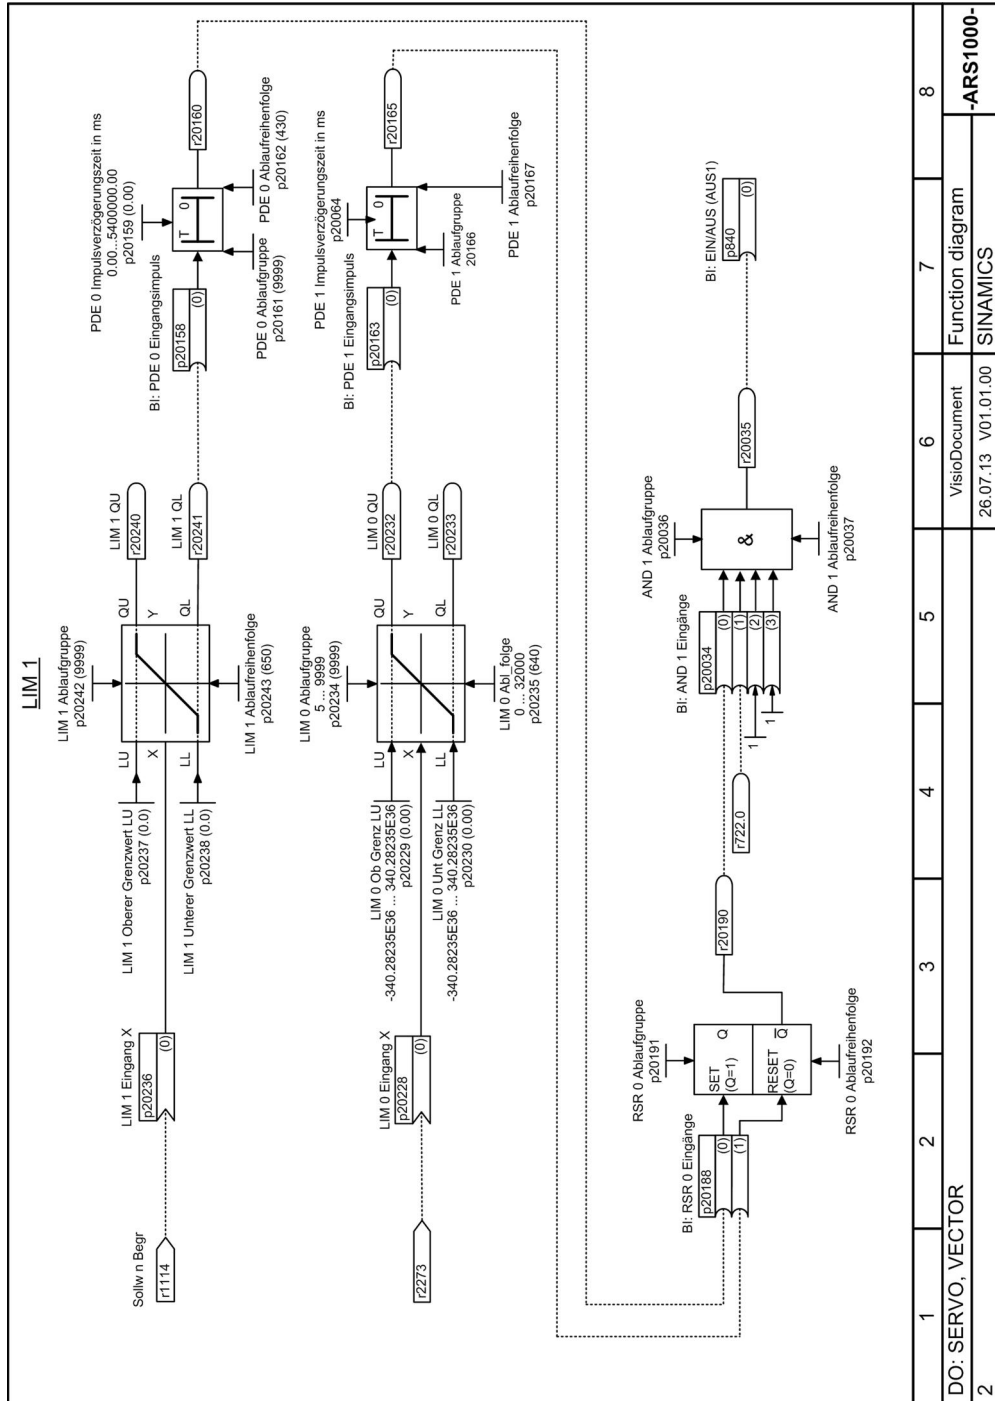 LIM 1
LIM 1 Ablaufgruppe
p20242 (9999)
LIM 1 Oberer Grenzwert LU
p20237 (0.0)
LIM 1 Unterer Grenzwert LL
p20238 (0.0)
LU
X
LL
QU
Y
QL
LIM 1 Ablaufreihenfolge
p20243 (650)
LIM 1 QU
r20240
LIM 1 QL
r20241
Sollw n Begr
r1114
LIM 1 Eingang X
p20236
(0)
BI: PDE 0 Eingangsimpuls
p20158
(0)
PDE 0 Impulsverzögerungszeit in ms
0.00...5400000.00
p20159 (0.00)
T
0
PDE 0 Ablaufgruppe
p20161 (9999)
PDE 0 Ablaufreihenfolge
p20162 (430)
r20160
r2273
LIM 0 Eingang X
p20228
(0)
LIM 0 Ob Grenz LU
-340.28235E36 ... 340.28235E36
p20229 (0.00)
LIM 0 Unt Grenz LL
-340.28235E36 ... 340.28235E36
p20230 (0.00)
LIM 0 Ablaufgruppe
5 ... 9999
p20234 (9999)
LU
X
LL
QU
Y
QL
LIM 0 Abl_folge
0 ... 32000
p20235 (640)
LIM 0 QU
r20232
LIM 0 QL
r20233
BI: PDE 1 Eingangsimpuls
p20163
(0)
PDE 1 Impulsverzögerungszeit in ms
p20064
T
0
PDE 1 Ablaufgruppe
20166
PDE 1 Ablaufreihenfolge
p20167
r20165
BI: RSR 0 Eingänge
p20188
(0)
(1)
RSR 0 Ablaufgruppe
p20191
SET
(Q=1)
Q
RESET
(Q=0)
Q
RSR 0 Ablaufreihenfolge
p20192
r20190
r722.0
1
1
BI: AND 1 Eingänge
p20034
(0)
(1)
(2)
(3)
AND 1 Ablaufgruppe
p20036
&
AND 1 Ablaufreihenfolge
p20037
r20035
BI: EIN/AUS (AUS1)
p840
(0)
1
2
3
4
5
6
7
8
DO: SERVO, VECTOR
VisioDocument
Function diagram
-ARS1000-
2
26.07.13 V01.01.00
SINAMICS